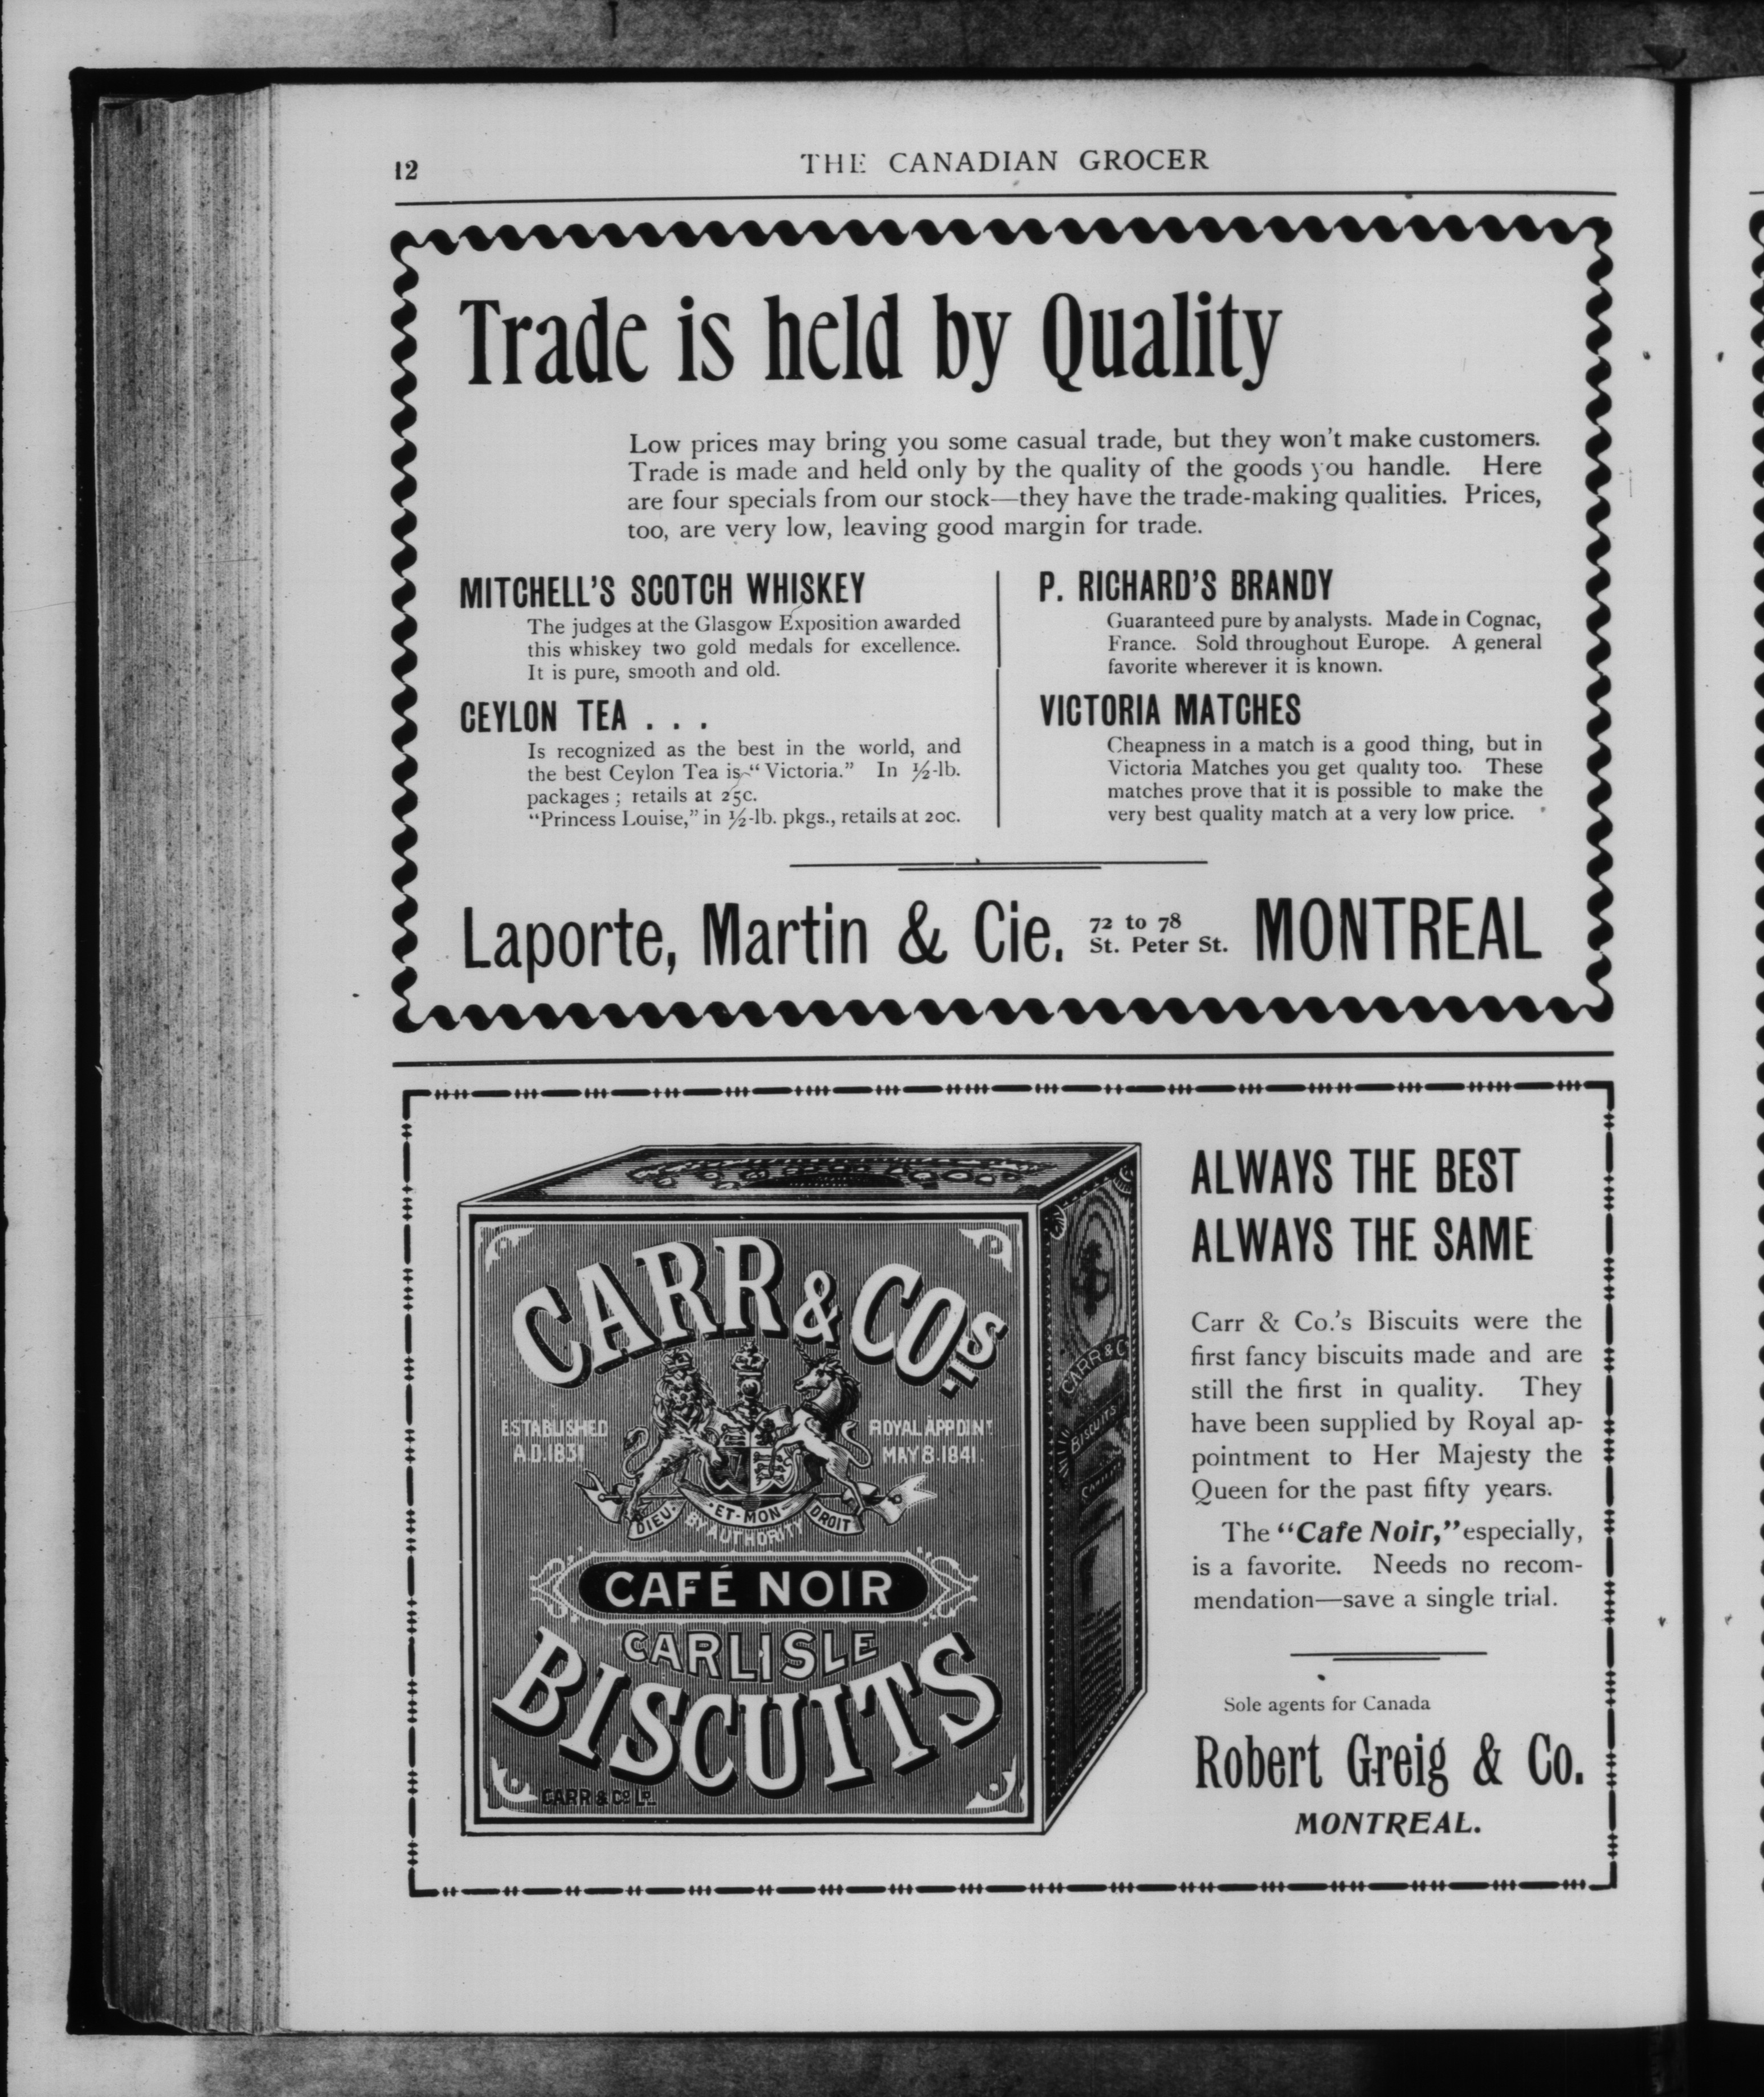 12
THE CANADIAN GROCER
Trade is held by Quality
Low prices may bring you some casual trade, but they won't make customers.
Trade is made and held only by the quality of the goods you handle. Here
are four specials from our stock—they have the trade-making qualities. Prices,
too, are very low, leaving good margin for trade.
MITCHELL'S SCOTCH WHISKEY
The judges at the Glasgow Exposition awarded
this whiskey two gold medals for excellence.
It is pure, smooth and old.
CEYLON TEA . . .
Is recognized as the best in the world, and
the best Ceylon Tea is "Victoria." In ½-lb.
packages ; retails at 25c.
"Princess Louise," in ½-lb. pkgs., retails at 20c.
P. RICHARD'S BRANDY
Guaranteed pure by analysts. Made in Cognac,
France. Sold throughout Europe. A general
favorite wherever it is known.
VICTORIA MATCHES
Cheapness in a match is a good thing, but in
Victoria Matches you get quality too. These
matches prove that it is possible to make the
very best quality match at a very low price.
Laporte, Martin & Cie. 72 to 78 St. Peter St. MONTREAL
CARR & CO'S.
ESTABLISHED
A.D.1831
ROYAL APPOINT
MAY 8.1841.
DIEU ET MON DROIT
BY AUTHORITY
CAFÉ NOIR
CARLISLE
BISCUITS
CARR & CO LD.
CARR & C
BISCUITS
ALWAYS THE BEST
ALWAYS THE SAME
Carr & Co.'s Biscuits were the
first fancy biscuits made and are
still the first in quality. They
have been supplied by Royal ap-
pointment to Her Majesty the
Queen for the past fifty years.
The "Cafe Noir," especially,
is a favorite. Needs no recom-
mendation—save a single trial.
Sole agents for Canada
Robert Greig & Co.
MONTREAL.